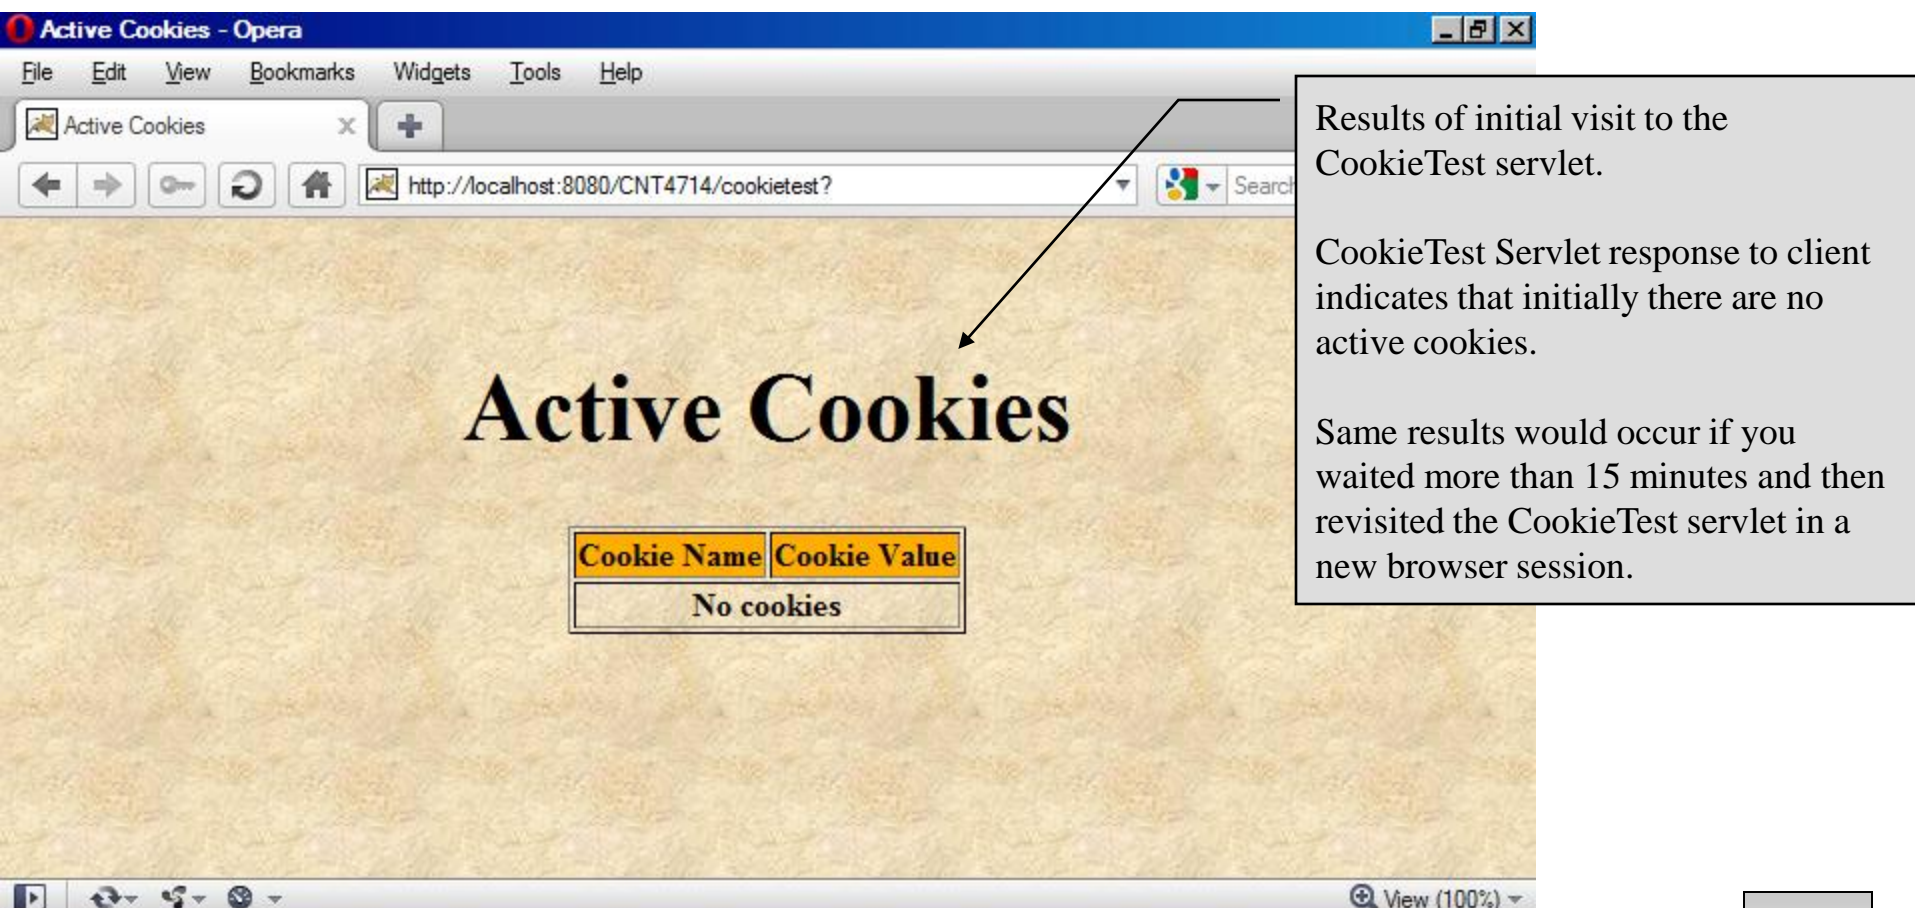 Active Cookies - Opera
File Edit View Bookmarks Widgets Tools Help
Active Cookies
http://localhost:8080/CNT4714/cookietest?
Search
Results of initial visit to the
CookieTest servlet.
CookieTest Servlet response to client
indicates that initially there are no
active cookies.
Same results would occur if you
waited more than 15 minutes and then
revisited the CookieTest servlet in a
new browser session.
Active Cookies
Cookie Name Cookie Value
No cookies
View (100%)